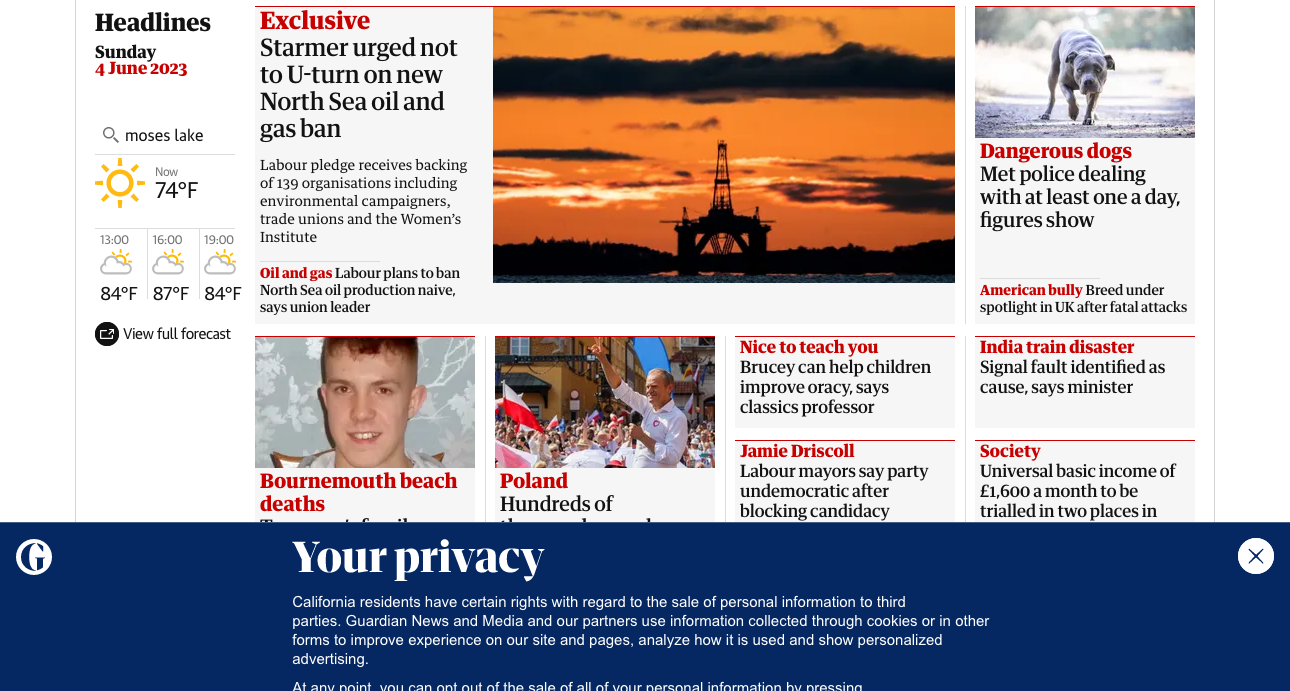 Headlines
Sunday
4 June 2023
moses lake
Now
74°F
13:00
16:00
19:00
84°F
87°F
84°F
View full forecast
Exclusive
Starmer urged not
to U-turn on new
North Sea oil and
gas ban
Labour pledge receives backing
of 139 organisations including
environmental campaigners,
trade unions and the Women’s
Institute
Oil and gas Labour plans to ban
North Sea oil production naive,
says union leader
Dangerous dogs
Met police dealing
with at least one a day,
figures show
American bully Breed under
spotlight in UK after fatal attacks
Bournemouth beach
deaths
Poland
Hundreds of
Nice to teach you
Brucey can help children
improve oracy, says
classics professor
Jamie Driscoll
Labour mayors say party
undemocratic after
blocking candidacy
India train disaster
Signal fault identified as
cause, says minister
Society
Universal basic income of
£1,600 a month to be
trialled in two places in
G
Your privacy
California residents have certain rights with regard to the sale of personal information to third
parties. Guardian News and Media and our partners use information collected through cookies or in other
forms to improve experience on our site and pages, analyze how it is used and show personalized
advertising.
At any point, you can opt out of the sale of all of your personal information by pressing